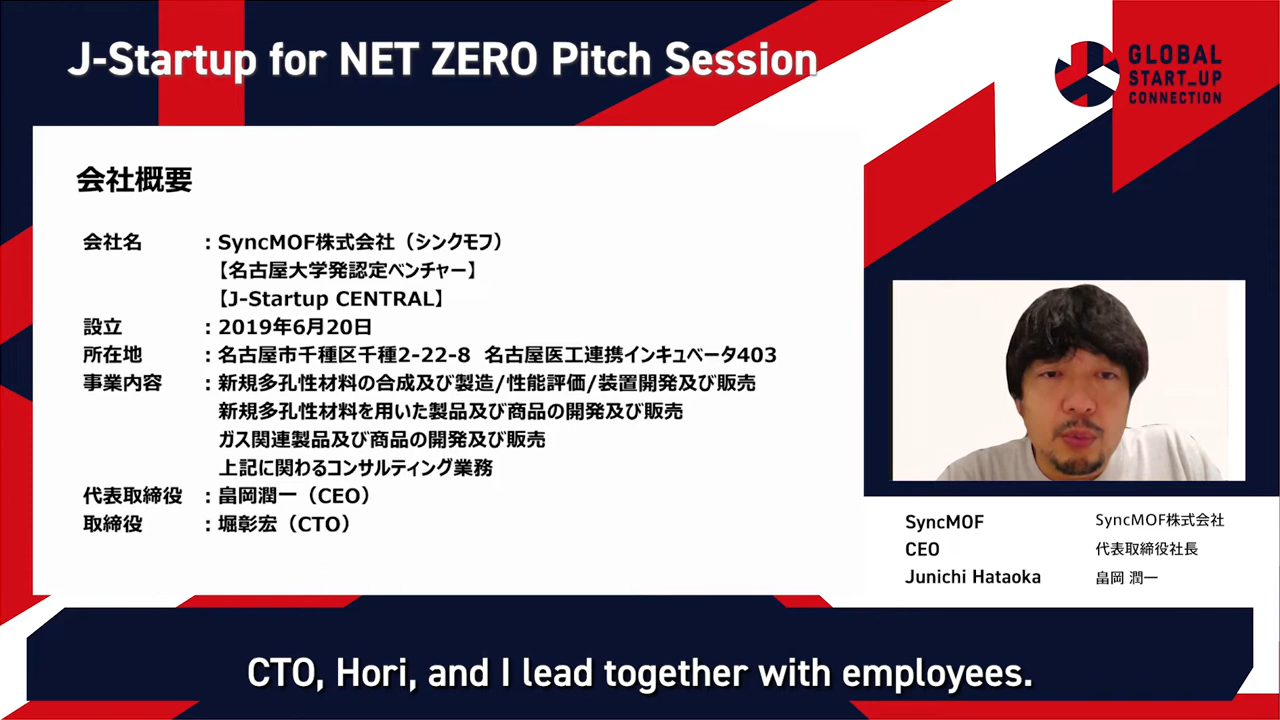 J-Startup for NET ZERO Pitch Session
GLOBAL
START_UP
CONNECTION
会社概要
会社名 : SyncMOF株式会社（シンクモフ）
【名古屋大学発認定ベンチャー】
【J-Startup CENTRAL】
設立 : 2019年6月20日
所在地 : 名古屋市千種区千種2-22-8 名古屋医工連携インキュベータ403
事業内容 : 新規多孔性材料の合成及び製造/性能評価/装置開発及び販売
新規多孔性材料を用いた製品及び商品の開発及び販売
ガス関連製品及び商品の開発及び販売
上記に関わるコンサルティング業務
代表取締役 : 畠岡潤一（CEO）
取締役 : 堀彰宏（CTO）
SyncMOF
CEO
Junichi Hataoka
SyncMOF株式会社
代表取締役社長
畠岡 潤一
CTO, Hori, and I lead together with employees.